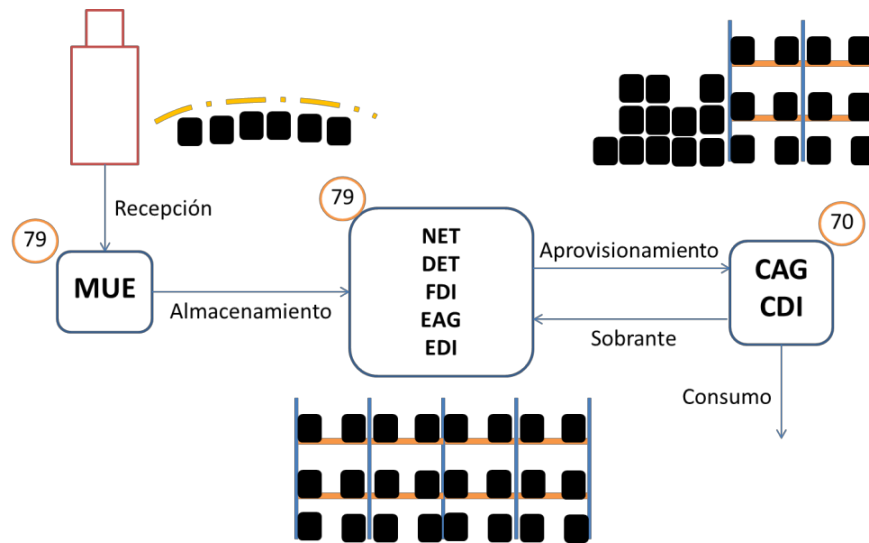 Recepción
79
MUE
Almacenamiento
79
NET
DET
FDI
EAG
EDI
Aprovisionamiento
Sobrante
70
CAG
CDI
Consumo